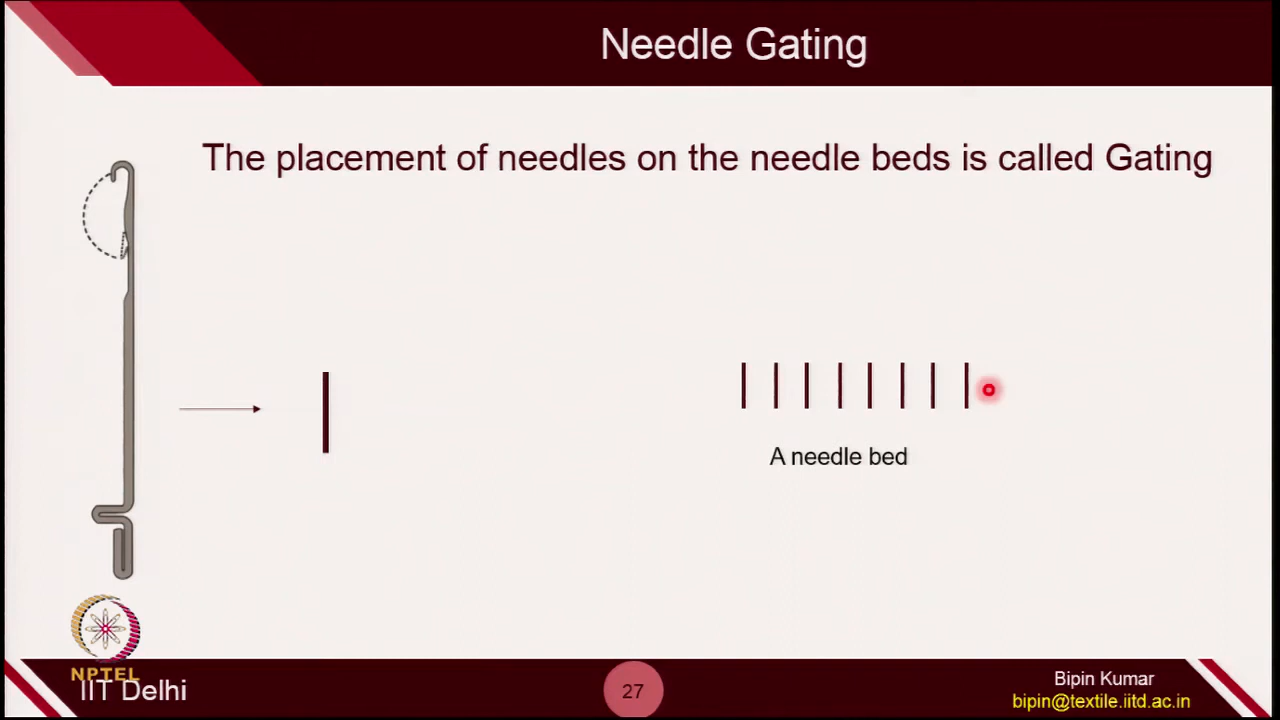 Needle Gating
The placement of needles on the needle beds is called Gating
A needle bed
NPTEL
IIT Delhi
27
Bipin Kumar
bipin@textile.iitd.ac.in